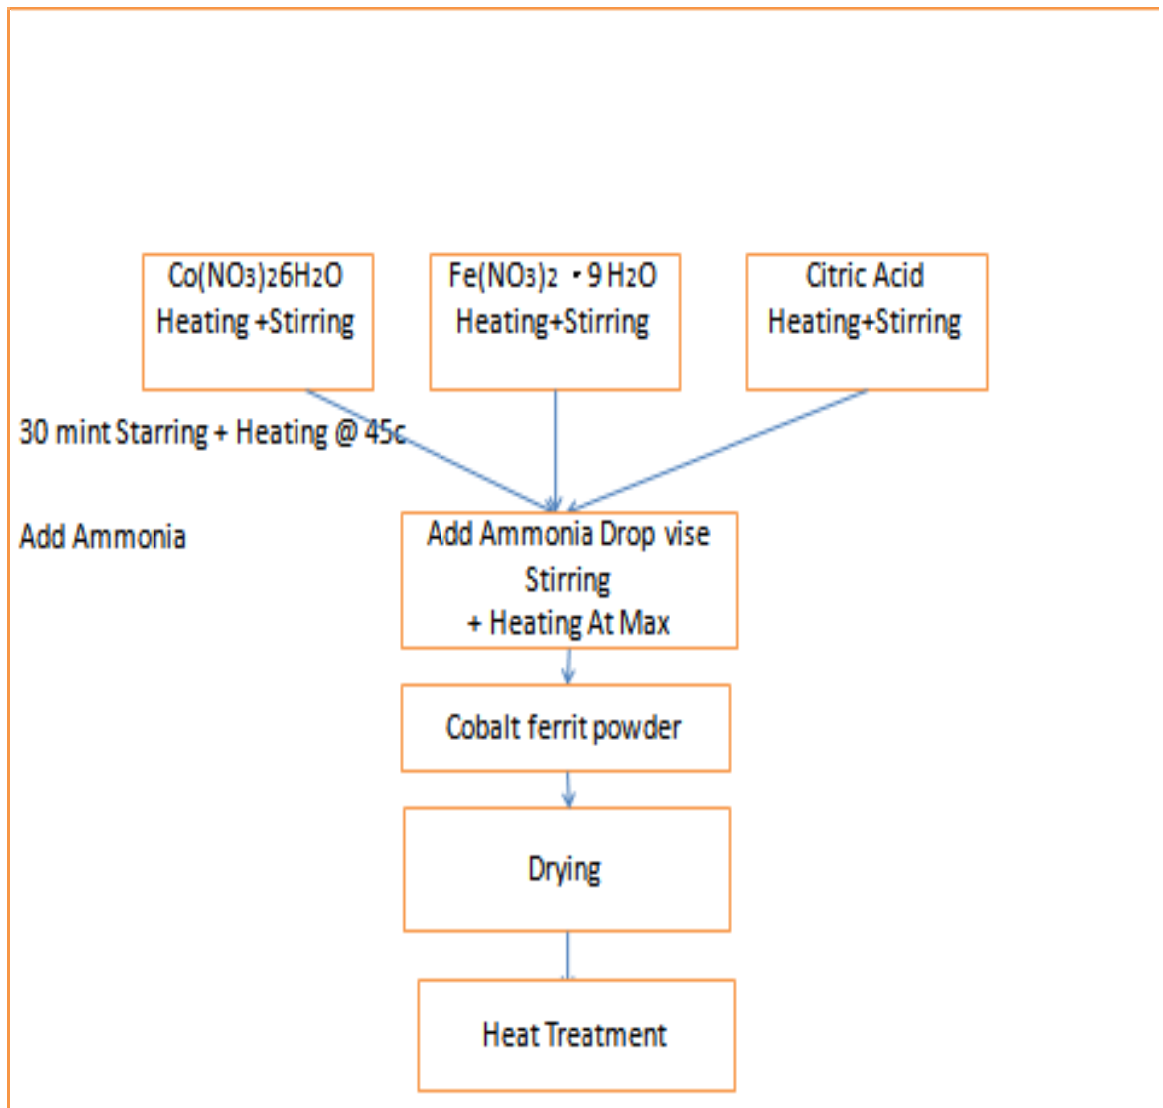 Co(NO₃)₂6H₂O
Heating +Stirring
Fe(NO₃)₂ · 9 H₂O
Heating+Stirring
Citric Acid
Heating+Stirring
30 mint Starring + Heating @ 45c
Add Ammonia
Add Ammonia Drop vise
Stirring
+ Heating At Max
Cobalt ferrit powder
Drying
Heat Treatment